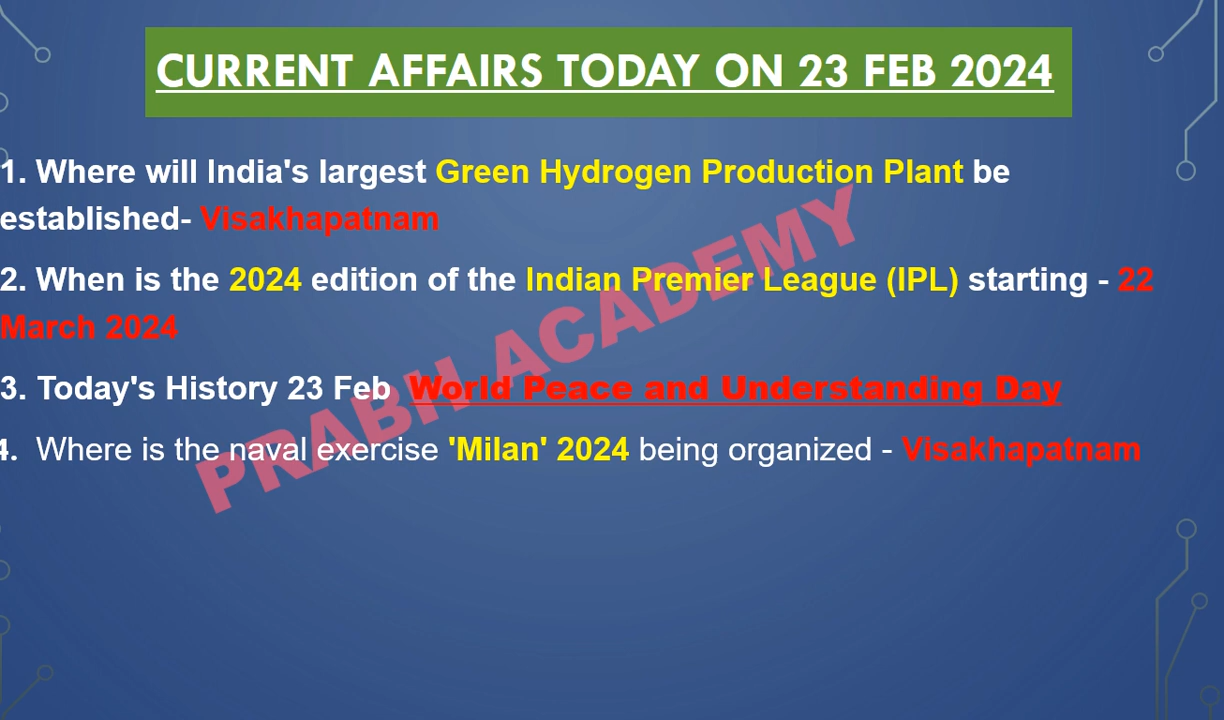 CURRENT AFFAIRS TODAY ON 23 FEB 2024
1. Where will India's largest Green Hydrogen Production Plant be
established- Visakhapatnam
2. When is the 2024 edition of the Indian Premier League (IPL) starting - 22
March 2024
3. Today's History 23 Feb World Peace and Understanding Day
4. Where is the naval exercise 'Milan' 2024 being organized - Visakhapatnam
PRABH ACADEMY